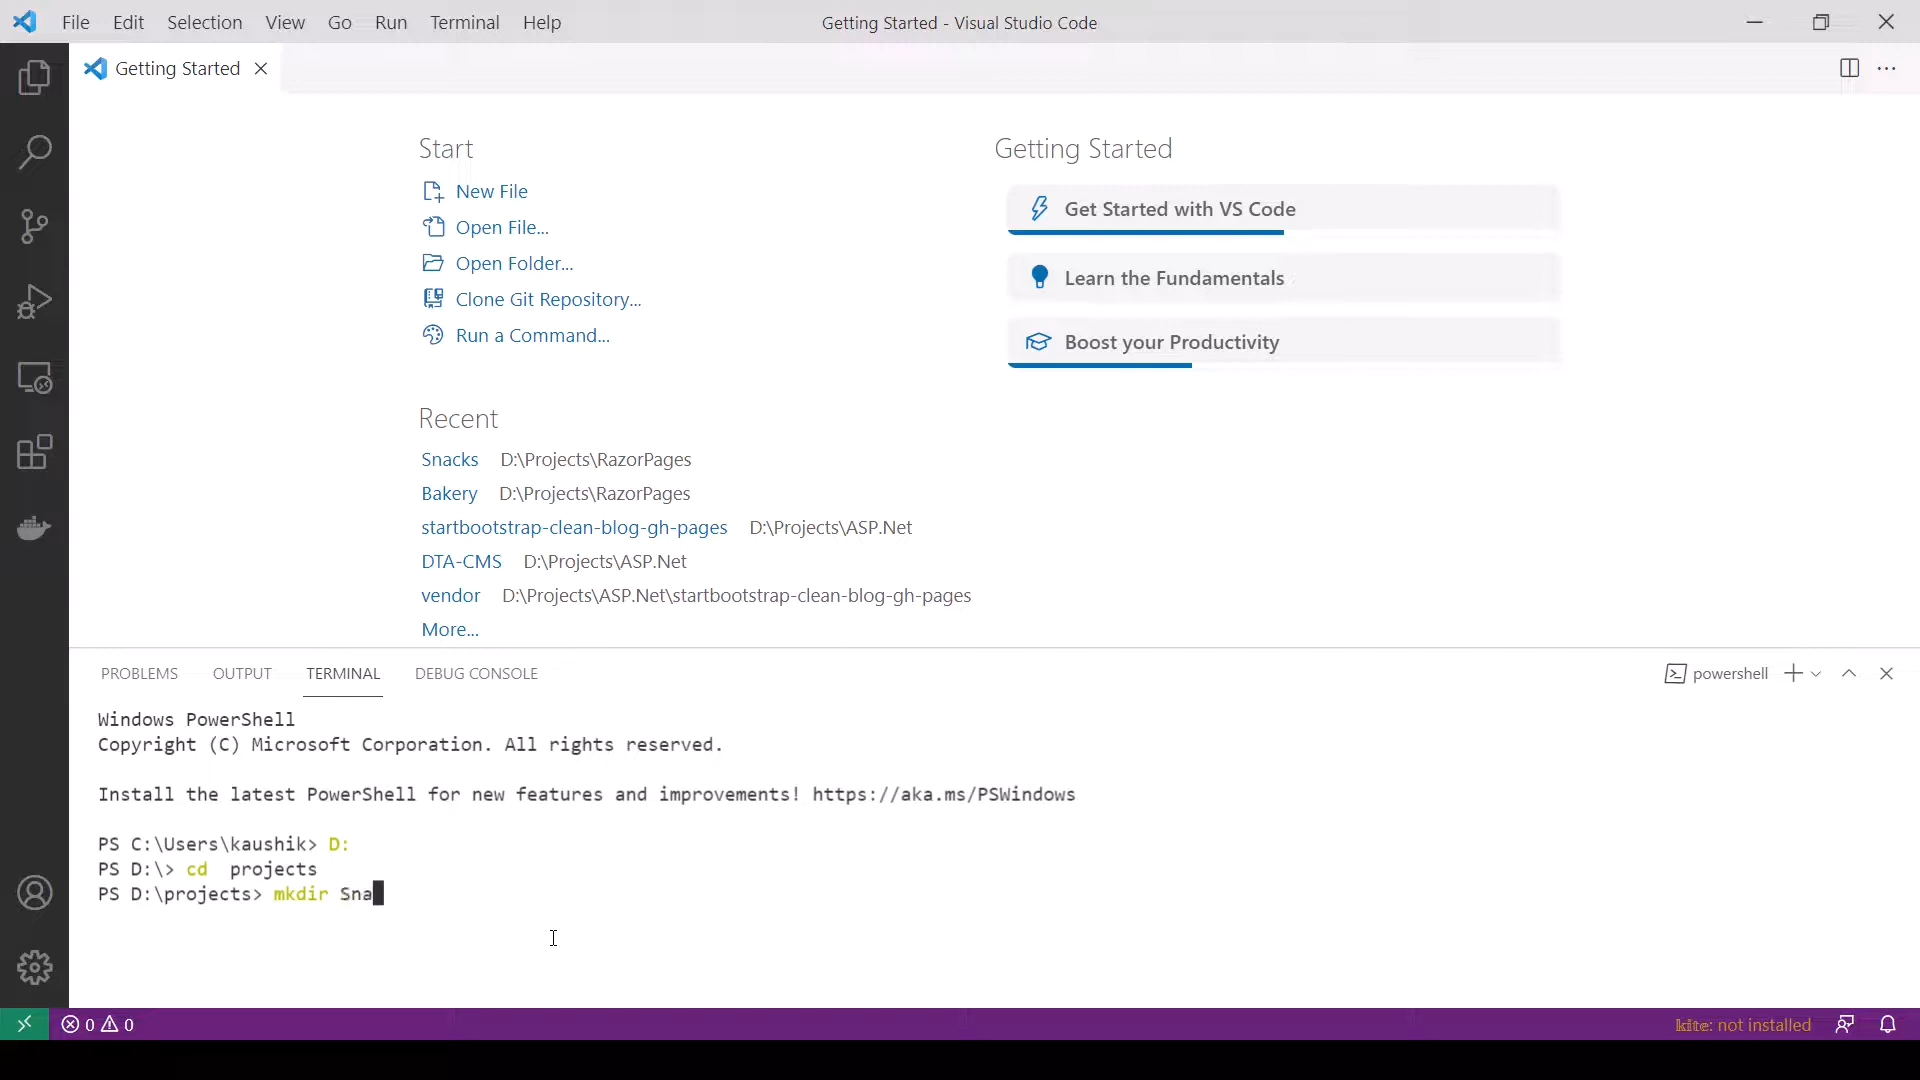 File Edit Selection View Go Run Terminal Help
Getting Started - Visual Studio Code
Getting Started
Start
New File
Open File...
Open Folder...
Clone Git Repository...
Run a Command...
Getting Started
Get Started with VS Code
Learn the Fundamentals
Boost your Productivity
Recent
Snacks D:\Projects\RazorPages
Bakery D:\Projects\RazorPages
startbootstrap-clean-blog-gh-pages D:\Projects\ASP.Net
DTA-CMS D:\Projects\ASP.Net
vendor D:\Projects\ASP.Net\startbootstrap-clean-blog-gh-pages
More...
PROBLEMS OUTPUT TERMINAL DEBUG CONSOLE
powershell
Windows PowerShell
Copyright (C) Microsoft Corporation. All rights reserved.
Install the latest PowerShell for new features and improvements! https://aka.ms/PSWindows
PS C:\Users\kaushik> D:
PS D:\> cd  projects
PS D:\projects> mkdir Sna
0 0
kite: not installed